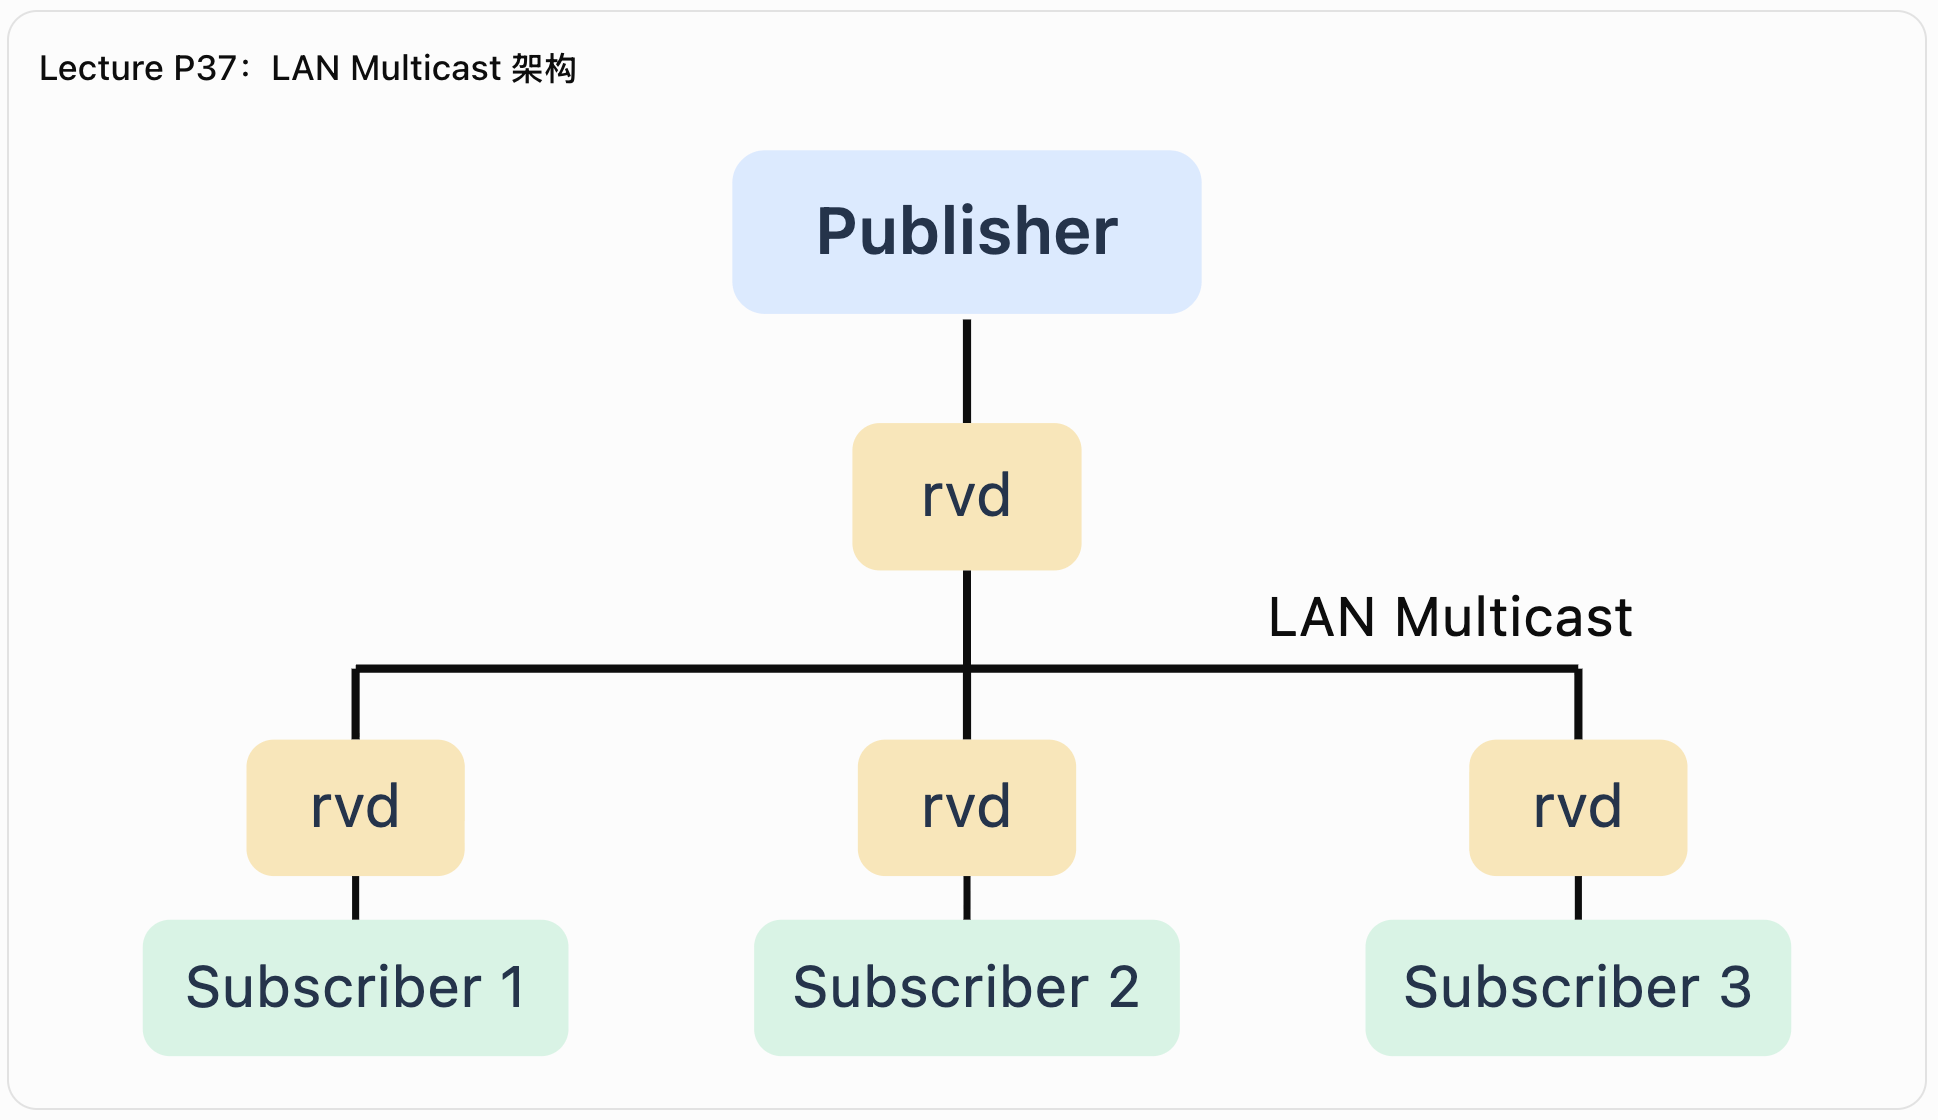 Lecture P37：LAN Multicast 架构
Publisher
rvd
LAN Multicast
rvd
rvd
rvd
Subscriber 1
Subscriber 2
Subscriber 3